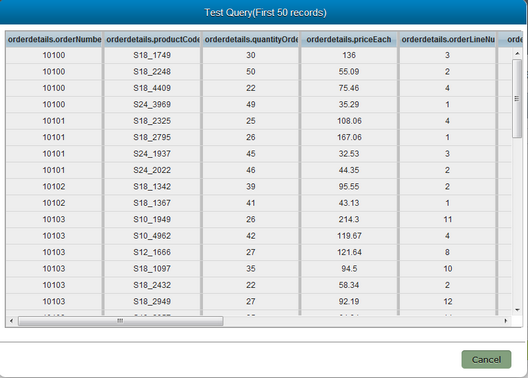 Test Query(First 50 records)
orderdetails.orderNumbe orderdetails.productCode orderdetails.quantityOrde orderdetails.priceEach orderdetails.orderLineNu orde
10100 S18_1749 30 136 3
10100 S18_2248 50 55.09 2
10100 S18_4409 22 75.46 4
10100 S24_3969 49 35.29 1
10101 S18_2325 25 108.06 4
10101 S18_2795 26 167.06 1
10101 S24_1937 45 32.53 3
10101 S24_2022 46 44.35 2
10102 S18_1342 39 95.55 2
10102 S18_1367 41 43.13 1
10103 S10_1949 26 214.3 11
10103 S10_4962 42 119.67 4
10103 S12_1666 27 121.64 8
10103 S18_1097 35 94.5 10
10103 S18_2432 22 58.34 2
10103 S18_2949 27 92.19 12
Cancel